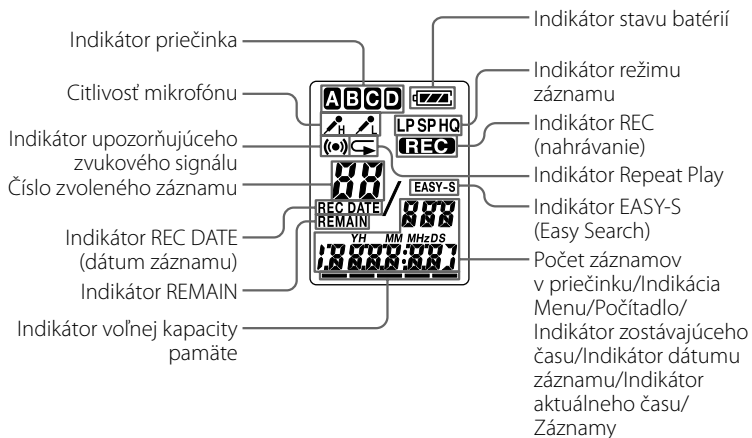 Indikátor priečinka
Citlivosť mikrofónu
Indikátor upozorňujúceho
zvukového signálu
Číslo zvoleného záznamu
Indikátor REC DATE
(dátum záznamu)
Indikátor REMAIN
Indikátor voľnej kapacity
pamäte
A B C D
H L
LP SP HQ
REC
88
EASY-S
REC DATE
REMAIN
888
YH MM MHzDS
Indikátor stavu batérií
Indikátor režimu
záznamu
Indikátor REC
(nahrávanie)
Indikátor Repeat Play
Indikátor EASY-S
(Easy Search)
Počet záznamov
v priečinku/Indikácia
Menu/Počítadlo/
Indikátor zostávajúceho
času/Indikátor dátumu
záznamu/Indikátor
aktuálneho času/
Záznamy